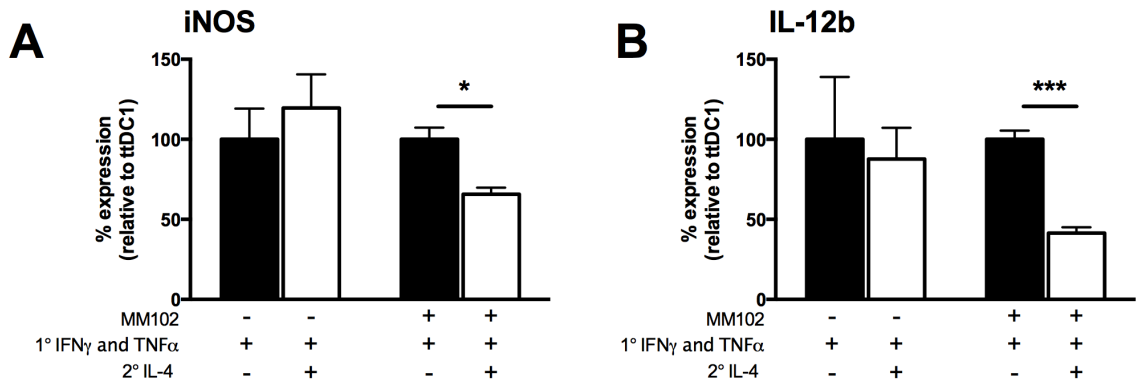 A
iNOS
% expression
(relative to ttDC1)
150
100
50
0
*
MM102 - - + +
1° IFNγ and TNFα + + + +
2° IL-4 - + - +
B
IL-12b
% expression
(relative to ttDC1)
150
100
50
0
***
MM102 - - + +
1° IFNγ and TNFα + + + +
2° IL-4 - + - +